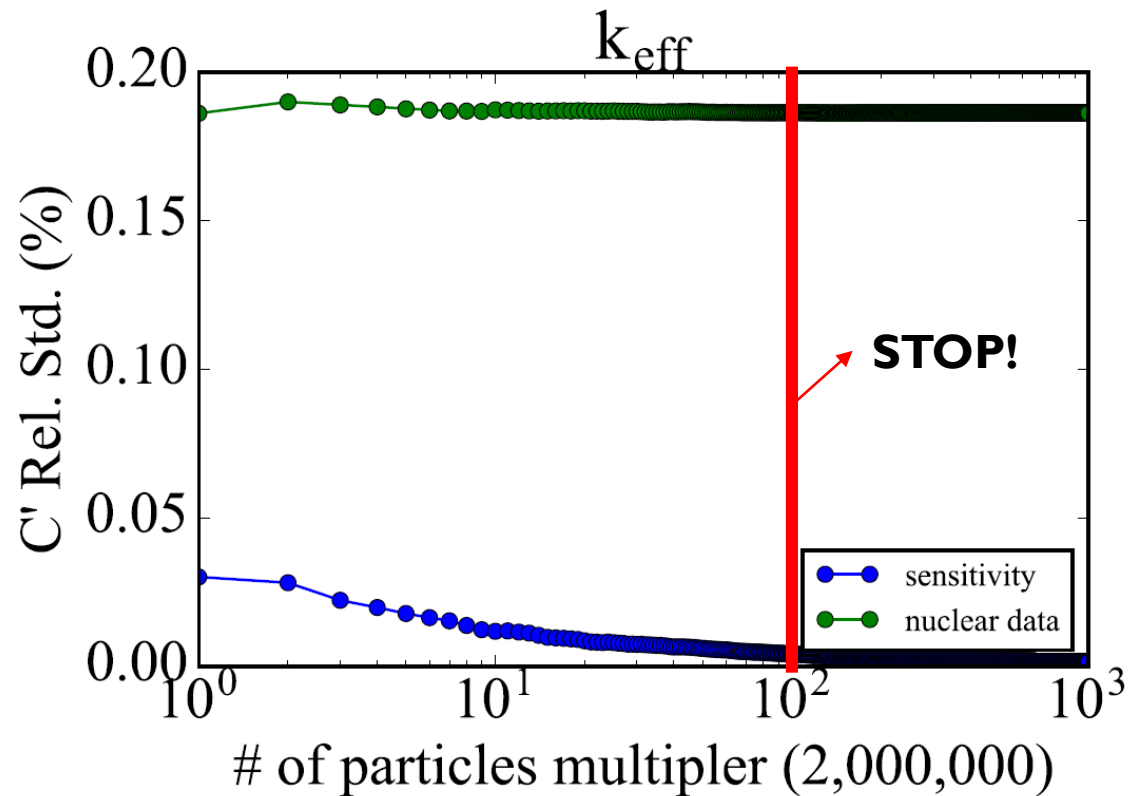 k_eff
0.20
0.15
0.10
0.05
0.00
C' Rel. Std. (%)
STOP!
sensitivity
nuclear data
10^0 10^1 10^2 10^3
# of particles multipler (2,000,000)